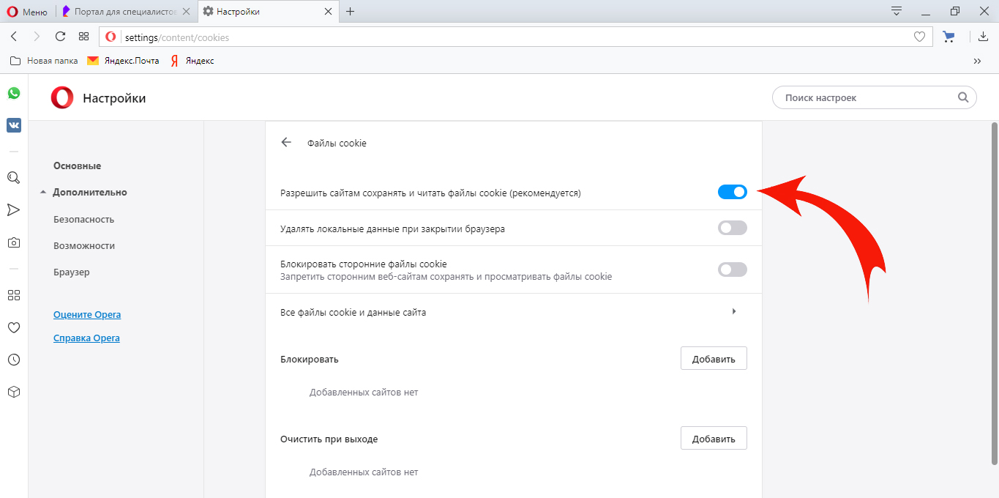 Меню
Портал для специалистов
Настройки
settings/content/cookies
Новая папка
Яндекс.Почта
Я
Яндекс
Настройки
Поиск настроек
Файлы cookie
Основные
Дополнительно
Безопасность
Возможности
Браузер
Оцените Opera
Справка Opera
Разрешить сайтам сохранять и читать файлы cookie (рекомендуется)
Удалять локальные данные при закрытии браузера
Блокировать сторонние файлы cookie
Запретить сторонним веб-сайтам сохранять и просматривать файлы cookie
Все файлы cookie и данные сайта
Блокировать
Добавить
Добавленных сайтов нет
Очистить при выходе
Добавить
Добавленных сайтов нет